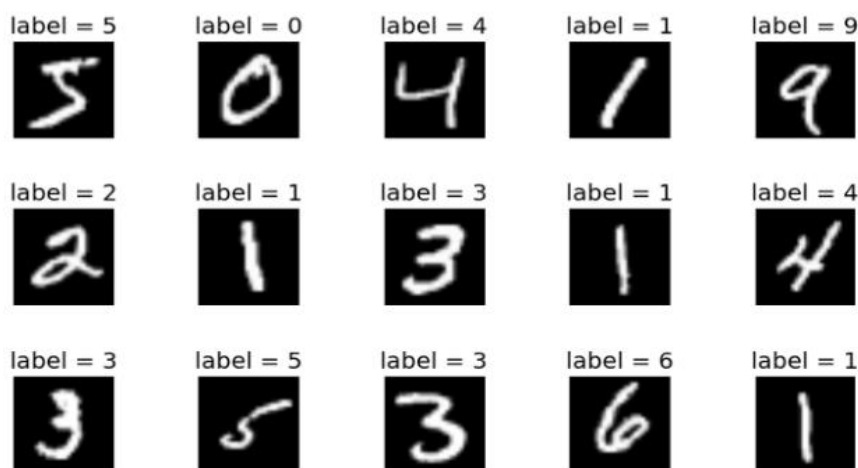 label = 5 label = 0 label = 4 label = 1 label = 9
5 0 4 1 9
label = 2 label = 1 label = 3 label = 1 label = 4
2 1 3 1 4
label = 3 label = 5 label = 3 label = 6 label = 1
3 5 3 6 1